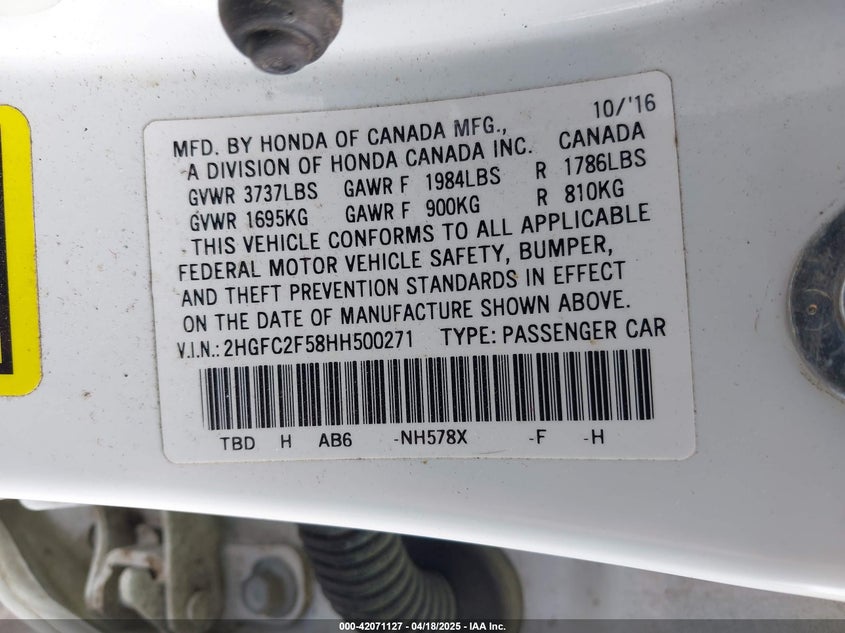 10/'16
MFD. BY HONDA OF CANADA MFG.,
A DIVISION OF HONDA CANADA INC. CANADA
GVWR 3737LBS GAWR F 1984LBS R 1786LBS
GVWR 1695KG GAWR F 900KG R 810KG
THIS VEHICLE CONFORMS TO ALL APPLICABLE
FEDERAL MOTOR VEHICLE SAFETY, BUMPER,
AND THEFT PREVENTION STANDARDS IN EFFECT
ON THE DATE OF MANUFACTURE SHOWN ABOVE.
V.I.N.: 2HGFC2F58HH500271 TYPE: PASSENGER CAR
TBD H AB6 -NH578X -F -H
000-42071127 | 04/18/2025 | IAA Inc.